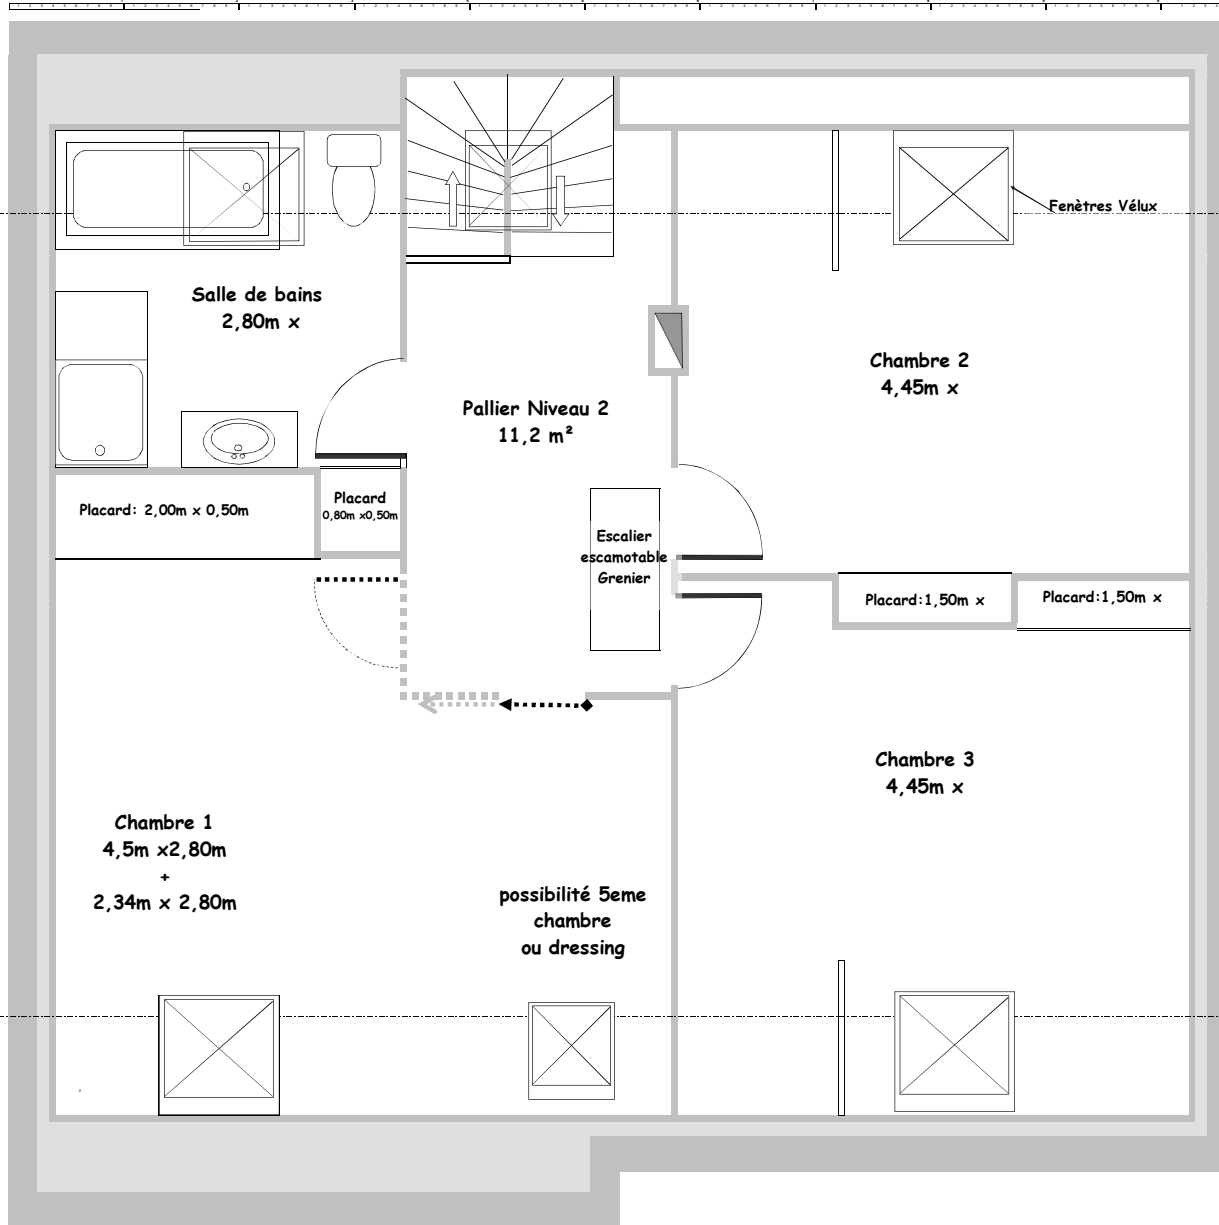 Fenètres Vélux
Salle de bains
2,80m x
Chambre 2
4,45m x
Pallier Niveau 2
11,2 m²
Placard: 2,00m x 0,50m
Placard
0,80m x0,50m
Escalier
escamotable
Grenier
Placard:1,50m x
Placard:1,50m x
Chambre 3
4,45m x
Chambre 1
4,5m x2,80m
+
2,34m x 2,80m
possibilité 5eme
chambre
ou dressing